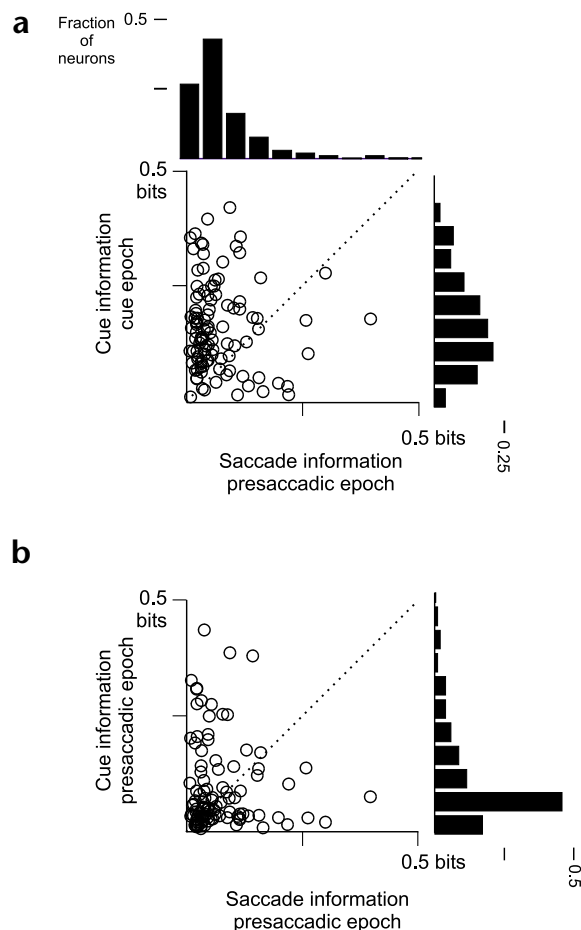 a
Fraction
of
neurons
0.5
0.5
bits
Cue information
cue epoch
0.5 bits
0.25
Saccade information
presaccadic epoch
b
0.5
bits
Cue information
presaccadic epoch
0.5 bits
0.5
Saccade information
presaccadic epoch